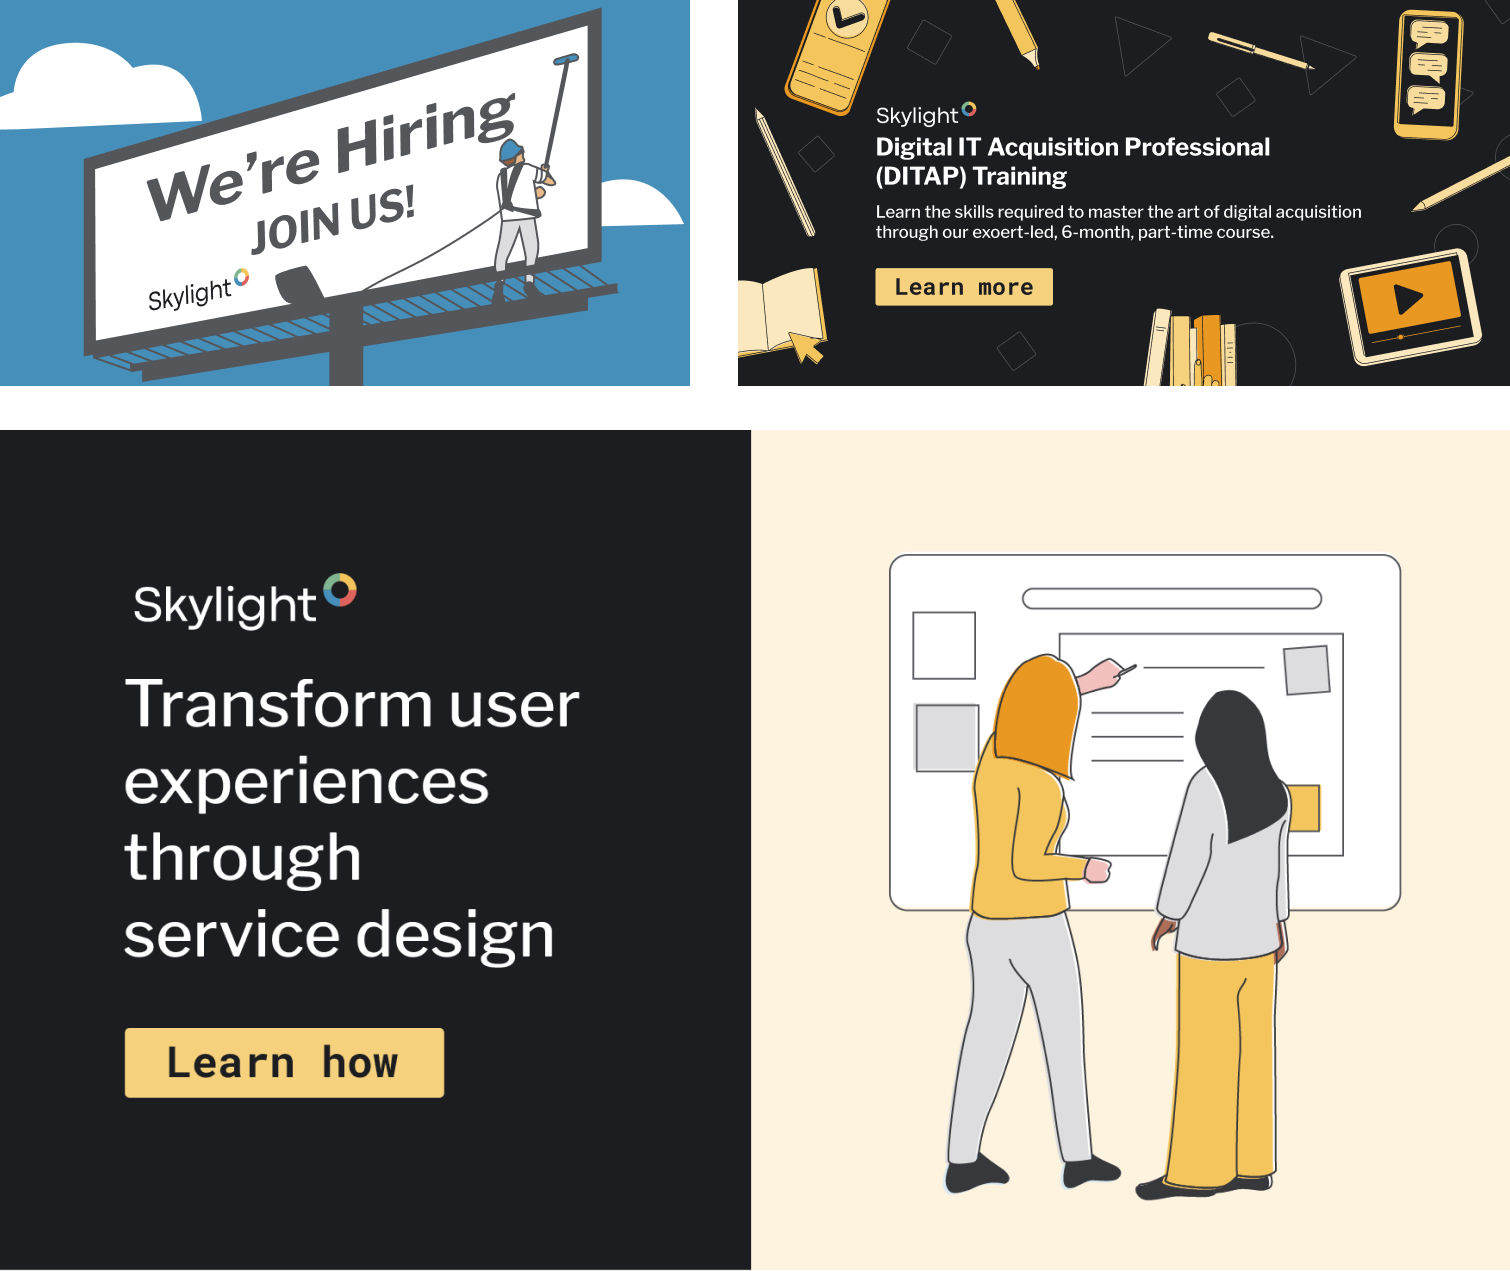 We're Hiring
JOIN US!
Skylight
Skylight
Digital IT Acquisition Professional
(DITAP) Training
Learn the skills required to master the art of digital acquisition
through our exoert-led, 6-month, part-time course.
Learn more
Skylight
Transform user
experiences
through
service design
Learn how